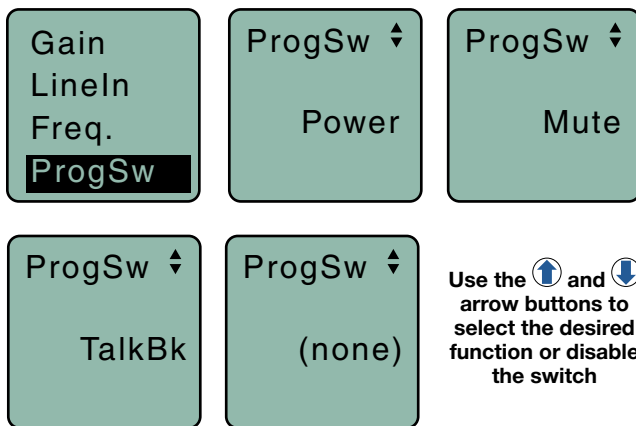 Gain
LineIn
Freq.
ProgSw
ProgSw
Power
ProgSw
Mute
ProgSw
TalkBk
ProgSw
(none)
Use the and
arrow buttons to
select the desired
function or disable
the switch